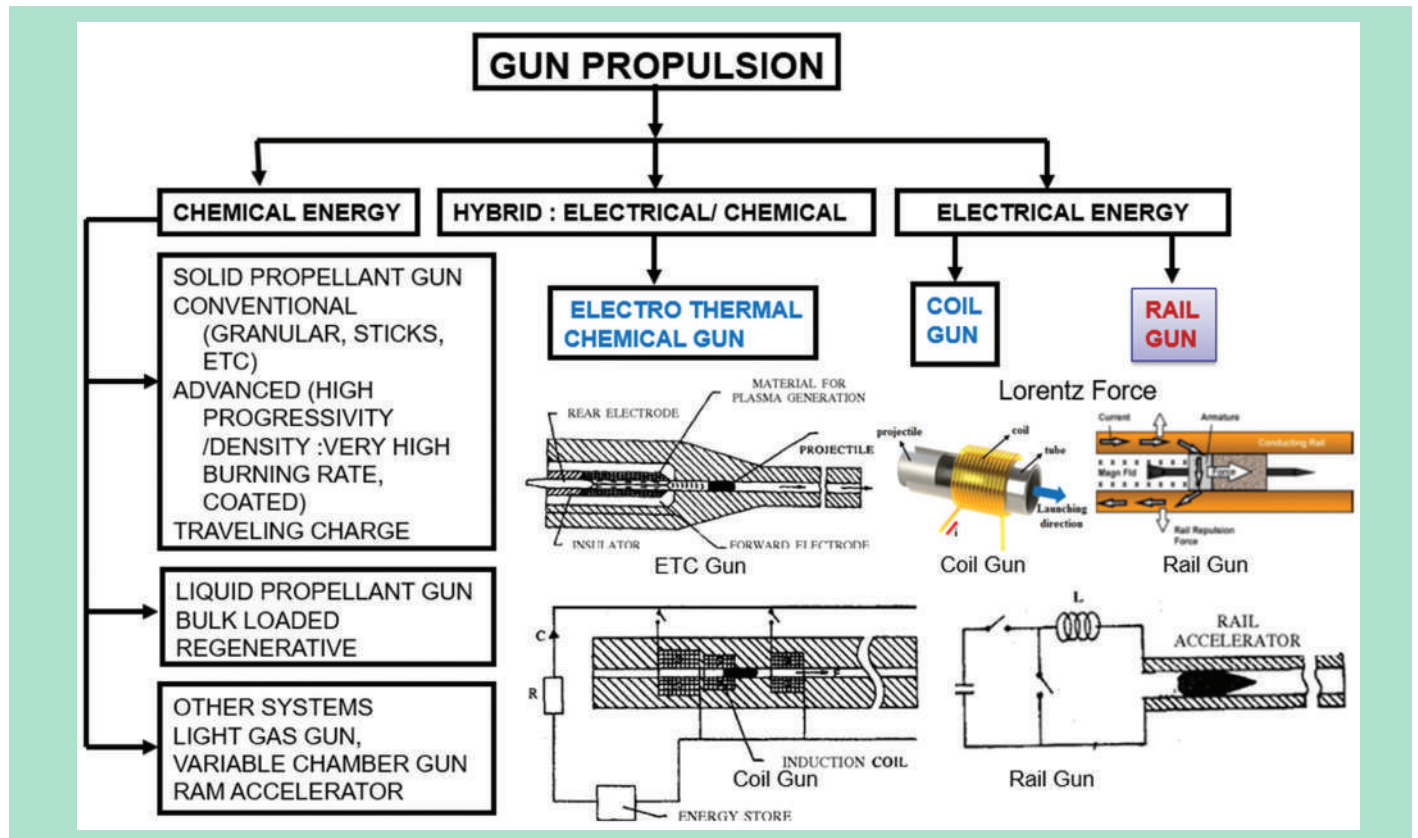 GUN PROPULSION
CHEMICAL ENERGY
HYBRID : ELECTRICAL/ CHEMICAL
ELECTRICAL ENERGY
SOLID PROPELLANT GUN
CONVENTIONAL
(GRANULAR, STICKS,
ETC)
ADVANCED (HIGH
PROGRESSIVITY
/DENSITY :VERY HIGH
BURNING RATE,
COATED)
TRAVELING CHARGE
LIQUID PROPELLANT GUN
BULK LOADED
REGENERATIVE
OTHER SYSTEMS
LIGHT GAS GUN,
VARIABLE CHAMBER GUN
RAM ACCELERATOR
ELECTRO THERMAL
CHEMICAL GUN
COIL
GUN
RAIL
GUN
MATERIAL FOR
PLASMA GENERATION
REAR ELECTRODE
PROJECTILE
INSULATOR
FORWARD ELECTRODE
ETC Gun
Lorentz Force
projectile
coil
tube
Launching
direction
i
Coil Gun
Current
Armature
Conducting Rail
Magn Fld
Force
Rail Repulsion
Force
Rail Gun
C
R
F
INDUCTION COIL
Coil Gun
ENERGY STORE
L
RAIL
ACCELERATOR
Rail Gun